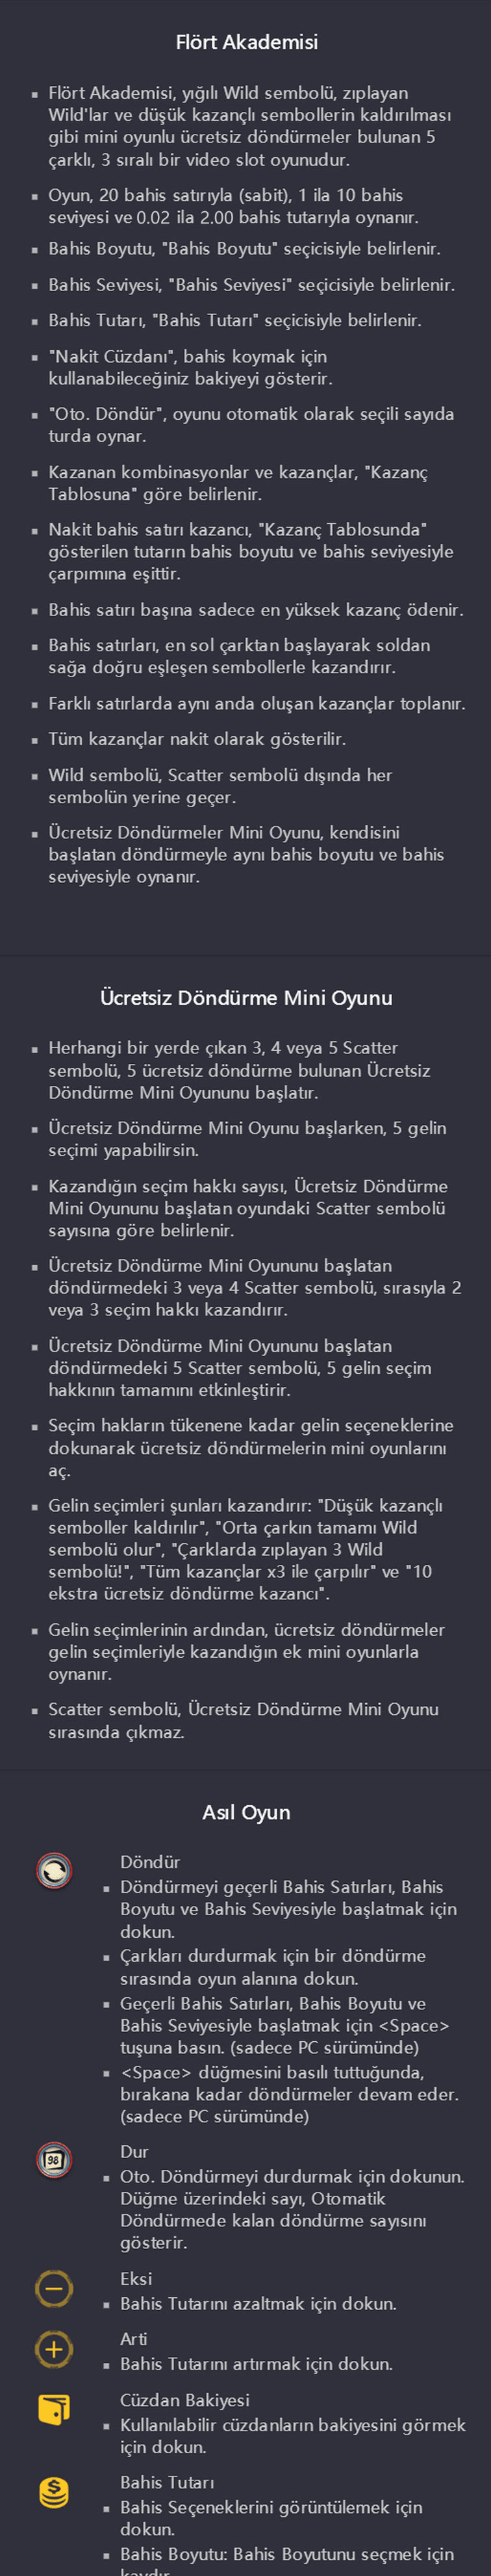 Flört Akademisi
▪ Flört Akademisi, yığılı Wild sembolü, zıplayan
Wild'lar ve düşük kazançlı sembollerin kaldırılması
gibi mini oyunlu ücretsiz döndürmeler bulunan 5
çarklı, 3 sıralı bir video slot oyunudur.
▪ Oyun, 20 bahis satırıyla (sabit), 1 ila 10 bahis
seviyesi ve 0.02 ila 2.00 bahis tutarıyla oynanır.
▪ Bahis Boyutu, "Bahis Boyutu" seçicisiyle belirlenir.
▪ Bahis Seviyesi, "Bahis Seviyesi" seçicisiyle belirlenir.
▪ Bahis Tutarı, "Bahis Tutarı" seçicisiyle belirlenir.
▪ "Nakit Cüzdanı", bahis koymak için
kullanabileceğiniz bakiyeyi gösterir.
▪ "Oto. Döndür", oyunu otomatik olarak seçili sayıda
turda oynar.
▪ Kazanan kombinasyonlar ve kazançlar, "Kazanç
Tablosuna" göre belirlenir.
▪ Nakit bahis satırı kazancı, "Kazanç Tablosunda"
gösterilen tutarın bahis boyutu ve bahis seviyesiyle
çarpımına eşittir.
▪ Bahis satırı başına sadece en yüksek kazanç ödenir.
▪ Bahis satırları, en sol çarktan başlayarak soldan
sağa doğru eşleşen sembollerle kazandırır.
▪ Farklı satırlarda aynı anda oluşan kazançlar toplanır.
▪ Tüm kazançlar nakit olarak gösterilir.
▪ Wild sembolü, Scatter sembolü dışında her
sembolün yerine geçer.
▪ Ücretsiz Döndürmeler Mini Oyunu, kendisini
başlatan döndürmeyle aynı bahis boyutu ve bahis
seviyesiyle oynanır.
Ücretsiz Döndürme Mini Oyunu
▪ Herhangi bir yerde çıkan 3, 4 veya 5 Scatter
sembolü, 5 ücretsiz döndürme bulunan Ücretsiz
Döndürme Mini Oyununu başlatır.
▪ Ücretsiz Döndürme Mini Oyunu başlarken, 5 gelin
seçimi yapabilirsin.
▪ Kazandığın seçim hakkı sayısı, Ücretsiz Döndürme
Mini Oyununu başlatan oyundaki Scatter sembolü
sayısına göre belirlenir.
▪ Ücretsiz Döndürme Mini Oyununu başlatan
döndürmedeki 3 veya 4 Scatter sembolü, sırasıyla 2
veya 3 seçim hakkı kazandırır.
▪ Ücretsiz Döndürme Mini Oyununu başlatan
döndürmedeki 5 Scatter sembolü, 5 gelin seçim
hakkının tamamını etkinleştirir.
▪ Seçim hakların tükenene kadar gelin seçeneklerine
dokunarak ücretsiz döndürmelerin mini oyunlarını
aç.
▪ Gelin seçimleri şunları kazandırır: "Düşük kazançlı
semboller kaldırılır", "Orta çarkın tamamı Wild
sembolü olur", "Çarklarda zıplayan 3 Wild
sembolü!", "Tüm kazançlar x3 ile çarpılır" ve "10
ekstra ücretsiz döndürme kazancı".
▪ Gelin seçimlerinin ardından, ücretsiz döndürmeler
gelin seçimleriyle kazandığın ek mini oyunlarla
oynanır.
▪ Scatter sembolü, Ücretsiz Döndürme Mini Oyunu
sırasında çıkmaz.
Asıl Oyun
Döndür
▪ Döndürmeyi geçerli Bahis Satırları, Bahis
Boyutu ve Bahis Seviyesiyle başlatmak için
dokun.
▪ Çarkları durdurmak için bir döndürme
sırasında oyun alanına dokun.
▪ Geçerli Bahis Satırları, Bahis Boyutu ve
Bahis Seviyesiyle başlatmak için <Space>
tuşuna basın. (sadece PC sürümünde)
▪ <Space> düğmesini basılı tuttuğunda,
bırakana kadar döndürmeler devam eder.
(sadece PC sürümünde)
98
Dur
▪ Oto. Döndürmeyi durdurmak için dokunun.
Düğme üzerindeki sayı, Otomatik
Döndürmede kalan döndürme sayısını
gösterir.
Eksi
▪ Bahis Tutarını azaltmak için dokun.
Arti
▪ Bahis Tutarını artırmak için dokun.
Cüzdan Bakiyesi
▪ Kullanılabilir cüzdanların bakiyesini görmek
için dokun.
Bahis Tutarı
▪ Bahis Seçeneklerini görüntülemek için
dokun.
▪ Bahis Boyutu: Bahis Boyutunu seçmek için